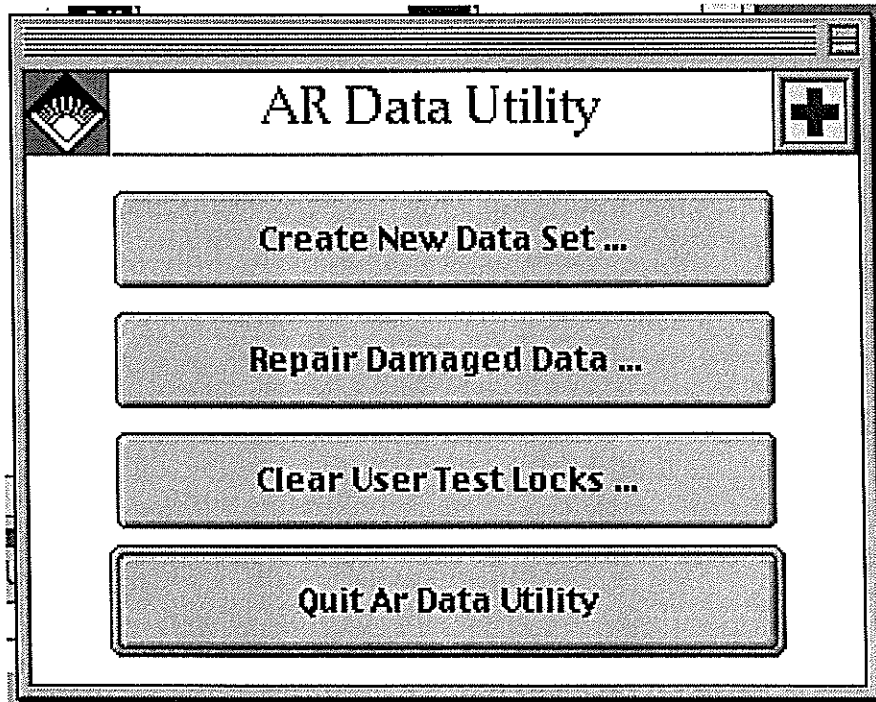 AR Data Utility
Create New Data Set ...
Repair Damaged Data ...
Clear User Test Locks ...
Quit Ar Data Utility